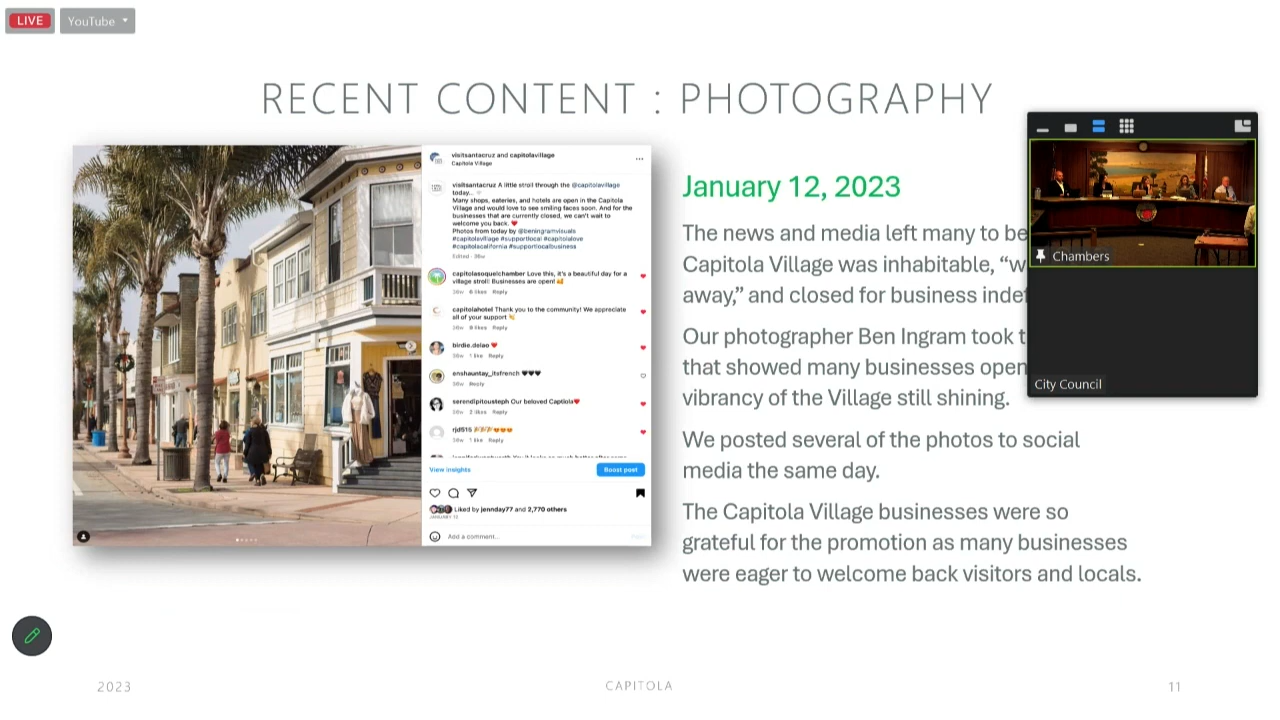 LIVE
YouTube
RECENT CONTENT : PHOTOGRAPHY
visitsantacruz and capitolavillage
Capitola Village
visitsantacruz A little stroll through the @capitolavillage
today...
Many shops, eateries, and hotels are open in the Capitola
Village and would love to see smiling faces soon. And for the
businesses that are currently closed, we can't wait to
welcome you back. ❤️
Photos from today by @beningramvisuals
#capitolavillage #supportlocal #capitolalove
#capitolacalifornia #supportlocalbusiness
Edited · 36w
capitolasoquelchamber Love this, it's a beautiful day for a
village stroll! Businesses are open!
36w 6 likes Reply
capitolahotel Thank you to the community! We appreciate
all of your support
36w 8 likes Reply
birdie.delao ❤️
36w 1 like Reply
enshauntay_itsfrench 🖤🖤🖤
36w Reply
serendipitousteph Our beloved Captiola❤️
36w 2 likes Reply
rjd515
36w 1 like Reply
View insights
Boost post
Liked by jennday77 and 2,770 others
JANUARY 12
Add a comment...
January 12, 2023
The news and media left many to be
Capitola Village was inhabitable, “w
away,” and closed for business inde
Our photographer Ben Ingram took t
that showed many businesses open
vibrancy of the Village still shining.
We posted several of the photos to social
media the same day.
The Capitola Village businesses were so
grateful for the promotion as many businesses
were eager to welcome back visitors and locals.
Chambers
City Council
2023
CAPITOLA
11